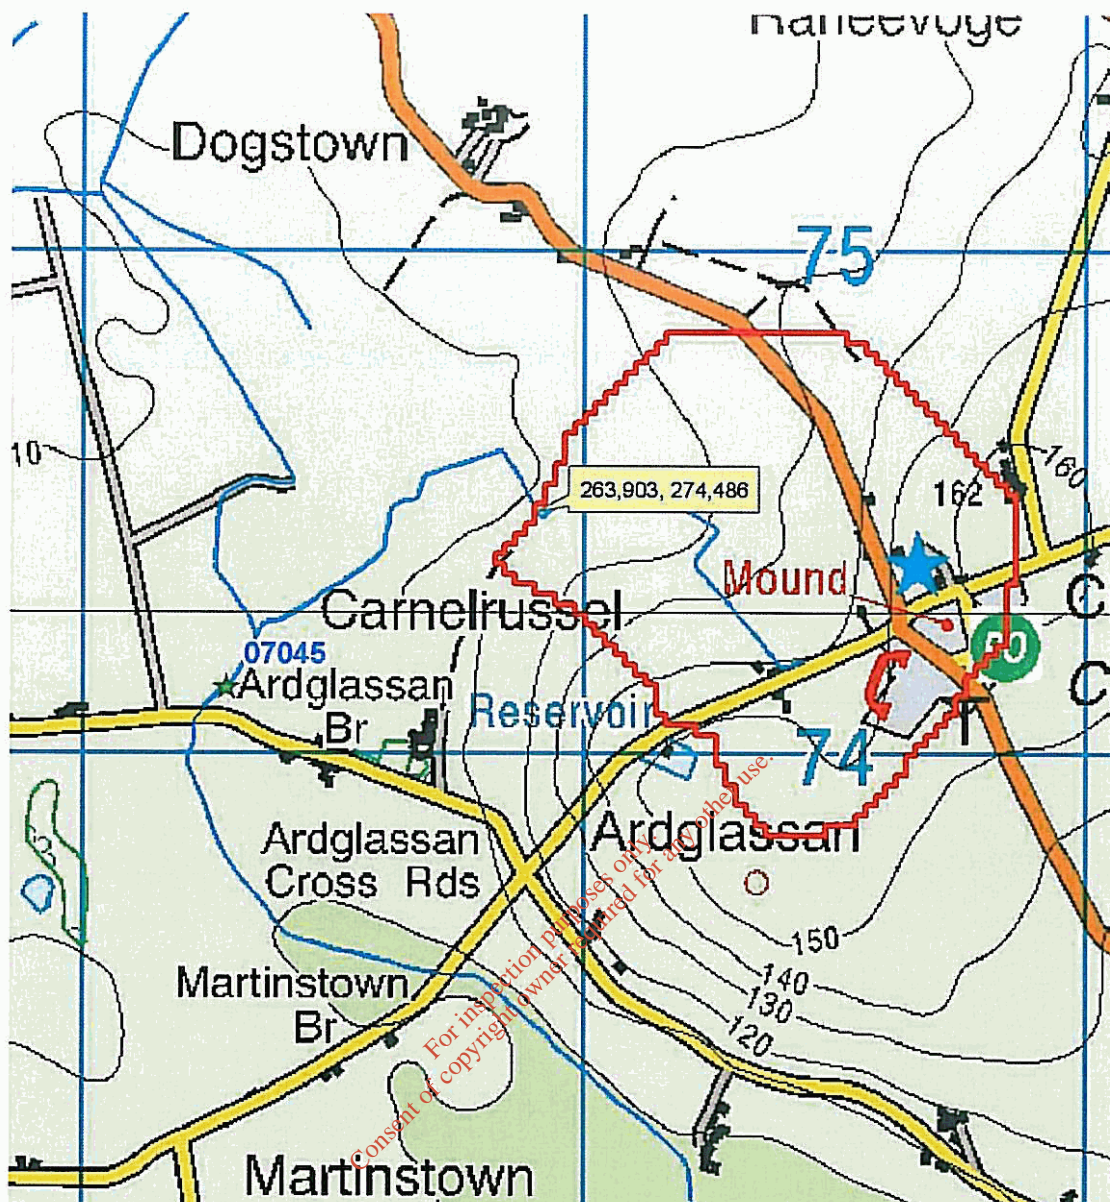 Dogstown
75
10
263,903, 274,486
160
162
Mound
Carnelrussel
C
07045
50
Ardglassan
Br
Reservoir
C
T
74
Ardglassan
Cross Rds
Ardglassan
150
Martinstown
Br
140
130
120
For inspection purposes only.
Consent of copyright owner required for any other use.
Martinstown